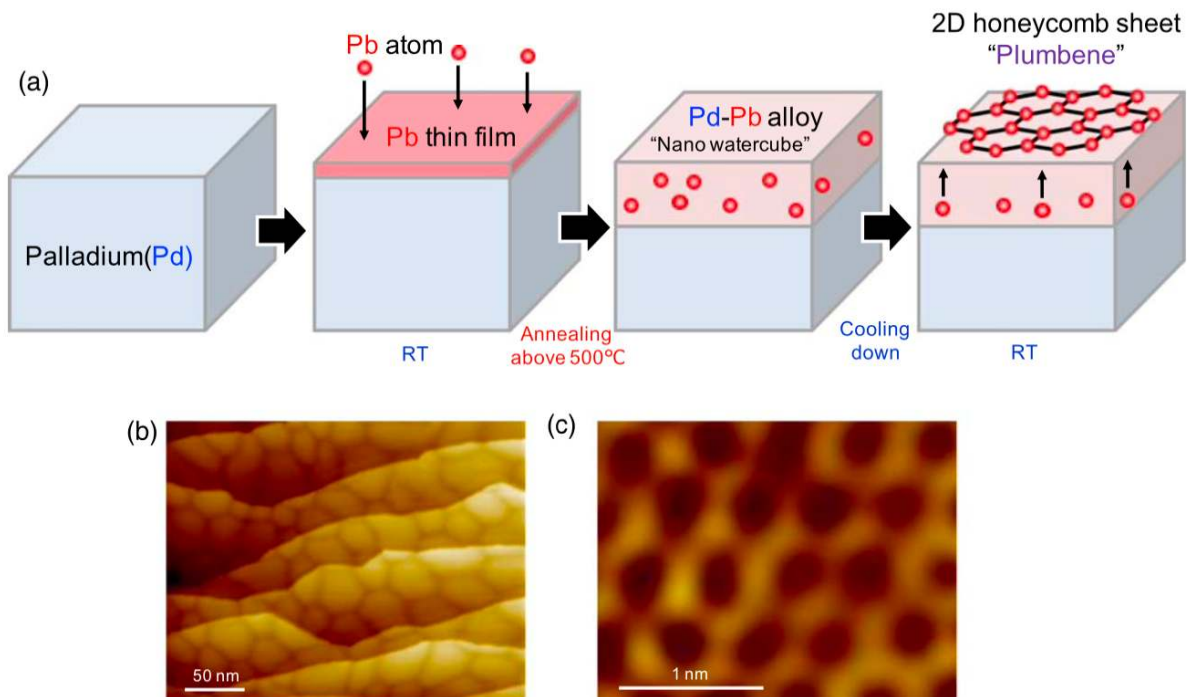 (a)
Palladium(Pd)
Pb atom
Pb thin film
RT
Annealing
above 500℃
Pd-Pb alloy
“Nano watercube”
Cooling
down
2D honeycomb sheet
“Plumbene”
RT
(b)
50 nm
(c)
1 nm